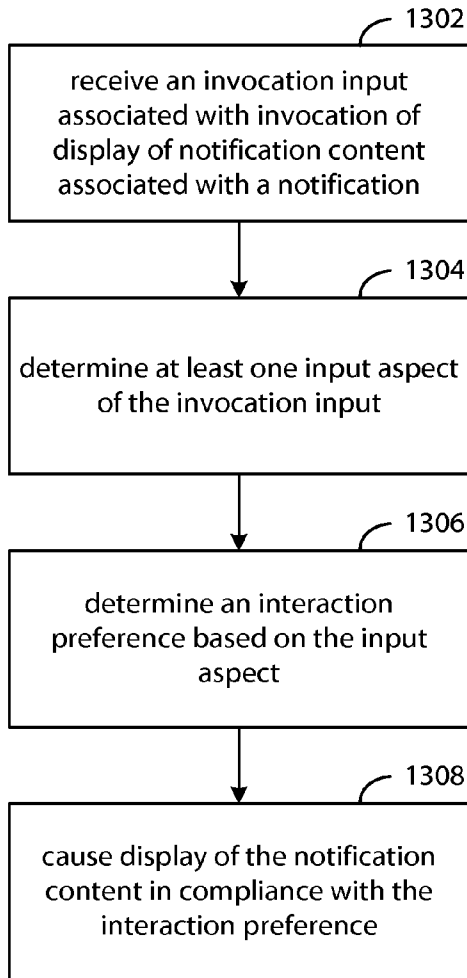 1302
receive an invocation input
associated with invocation of
display of notification content
associated with a notification
1304
determine at least one input aspect
of the invocation input
1306
determine an interaction
preference based on the input
aspect
1308
cause display of the notification
content in compliance with the
interaction preference